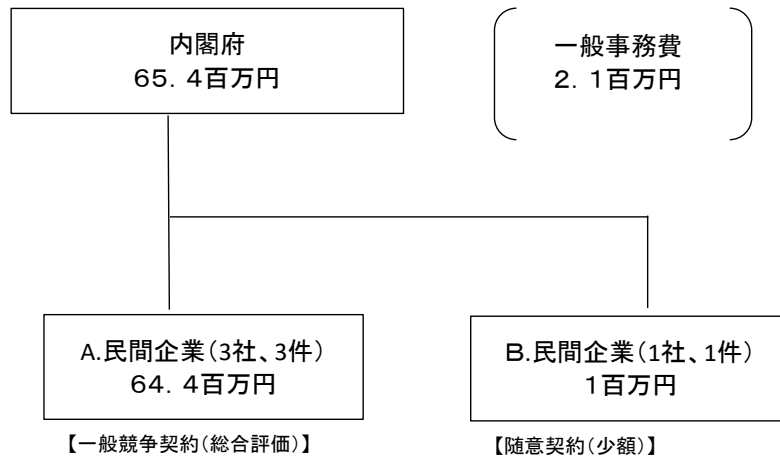 内閣府
65．4百万円
一般事務費
2．1百万円
A.民間企業（3社、3件）
64．4百万円
【一般競争契約（総合評価）】
B.民間企業（1社、1件）
1百万円
【随意契約（少額）】